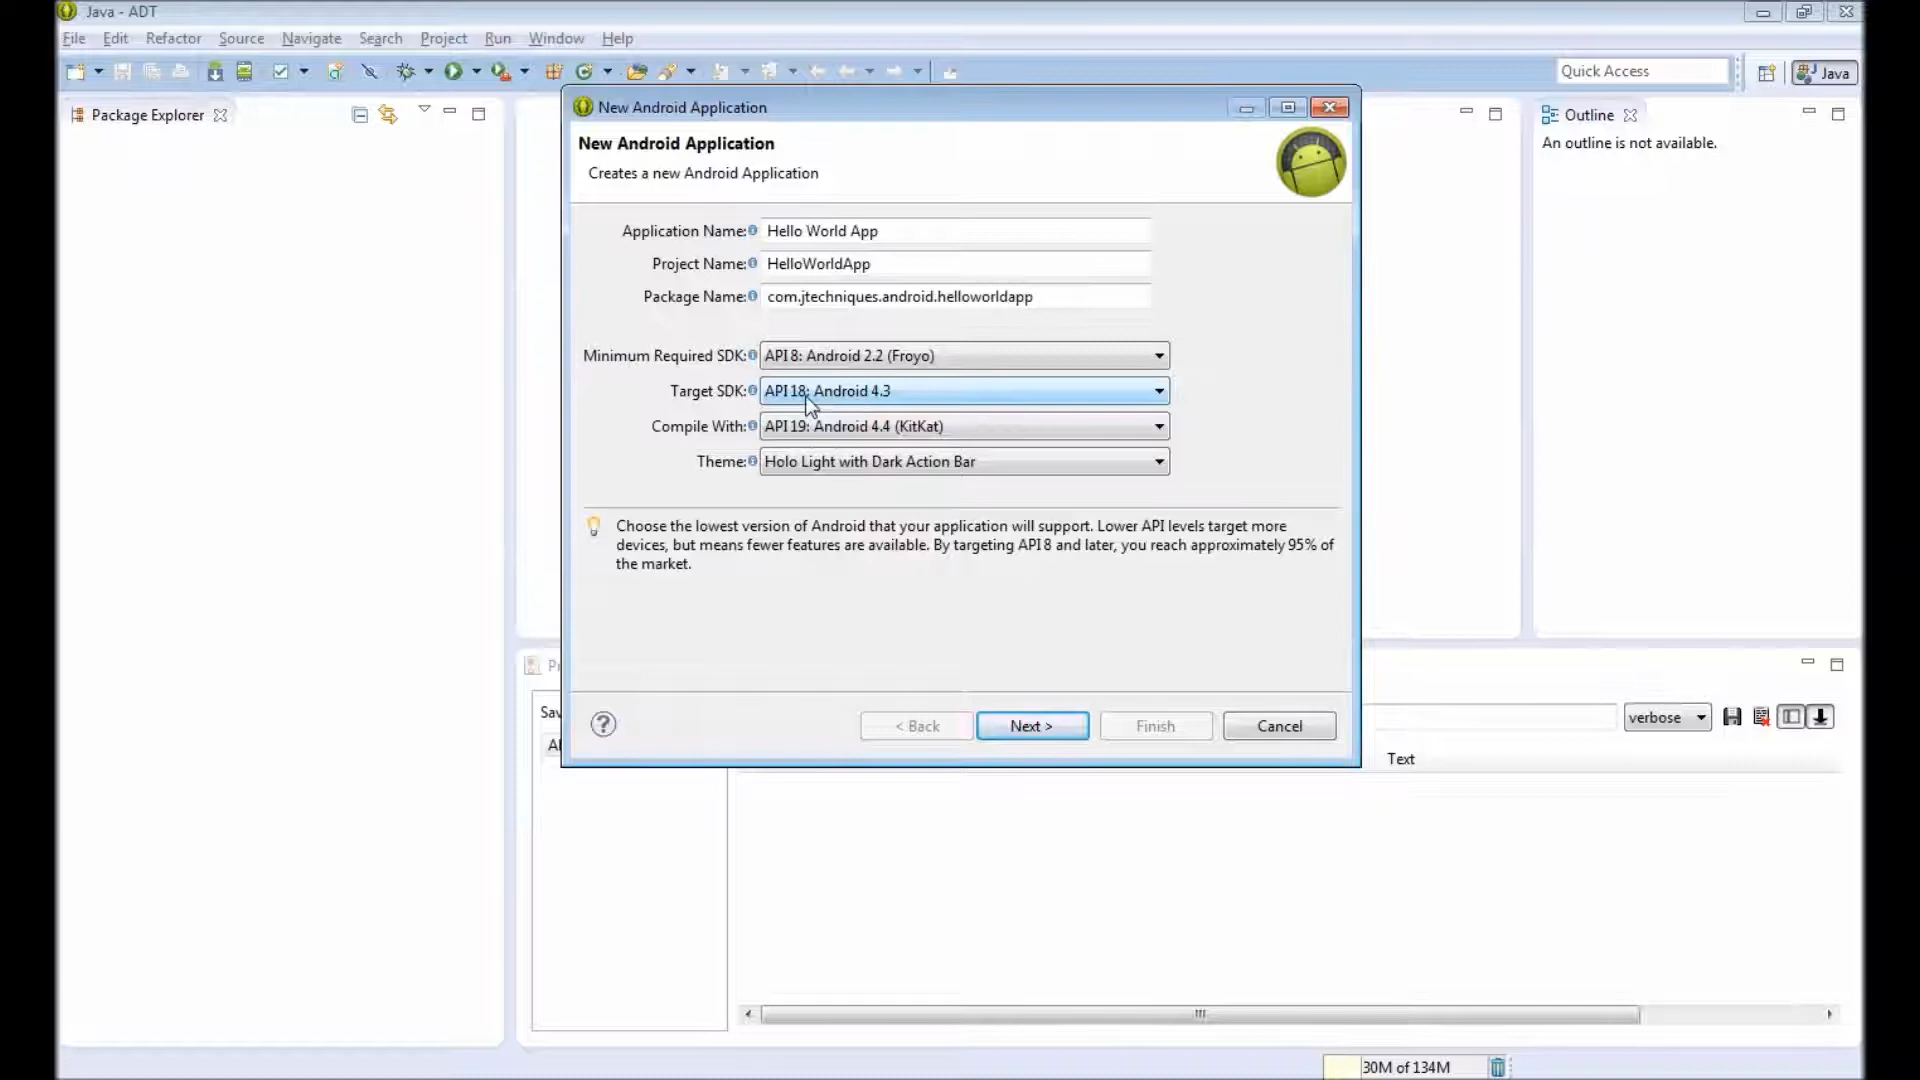 Java - ADT
File Edit Refactor Source Navigate Search Project Run Window Help
Quick Access
Java
Package Explorer
New Android Application
New Android Application
Creates a new Android Application
Application Name: Hello World App
Project Name: HelloWorldApp
Package Name: com.jtechniques.android.helloworldapp
Minimum Required SDK: API 8: Android 2.2 (Froyo)
Target SDK: API 18: Android 4.3
Compile With: API 19: Android 4.4 (KitKat)
Theme: Holo Light with Dark Action Bar
Choose the lowest version of Android that your application will support. Lower API levels target more
devices, but means fewer features are available. By targeting API 8 and later, you reach approximately 95% of
the market.
< Back Next > Finish Cancel
Outline
An outline is not available.
verbose
Text
30M of 134M